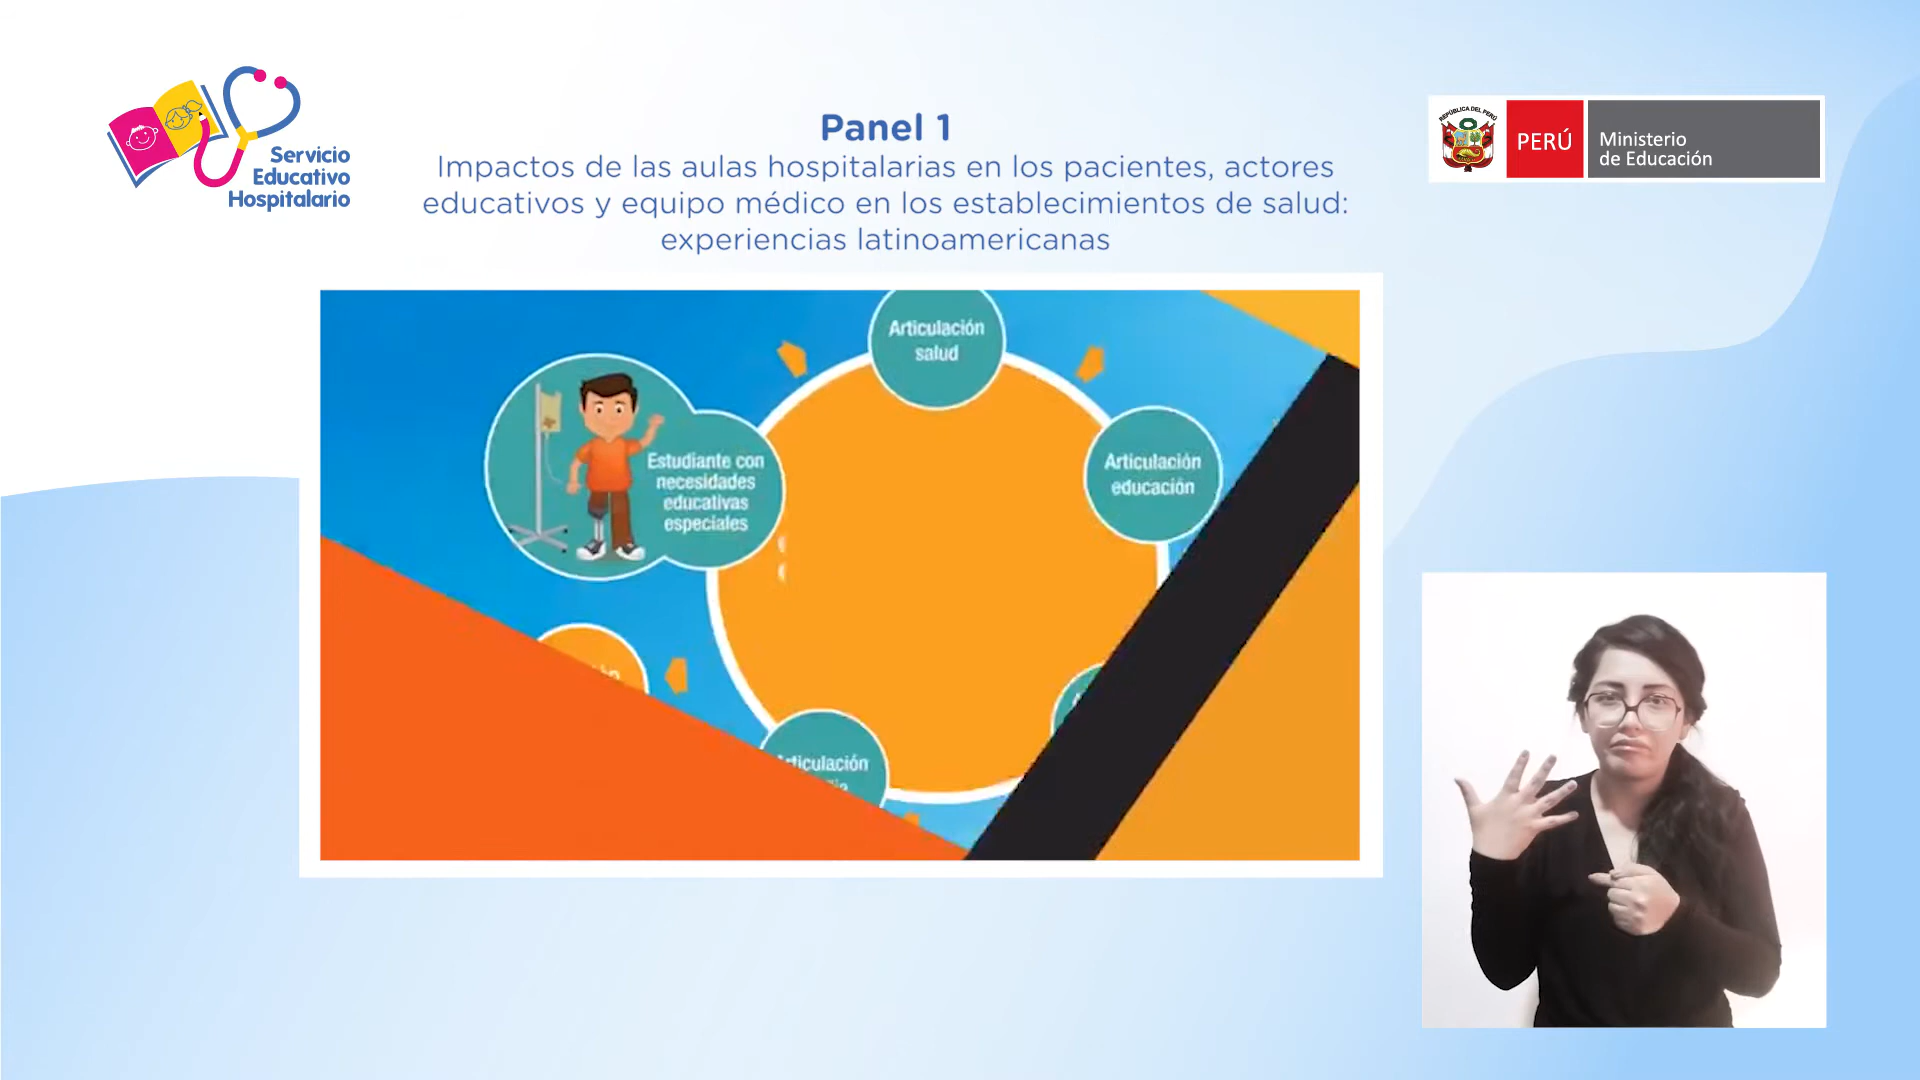 Servicio
Educativo
Hospitalario
Panel 1
Impactos de las aulas hospitalarias en los pacientes, actores
educativos y equipo médico en los establecimientos de salud:
experiencias latinoamericanas
REPÚBLICA DEL PERÚ
PERÚ
Ministerio
de Educación
Articulación
salud
Estudiante con
necesidades
educativas
especiales
Articulación
educación
rticulación